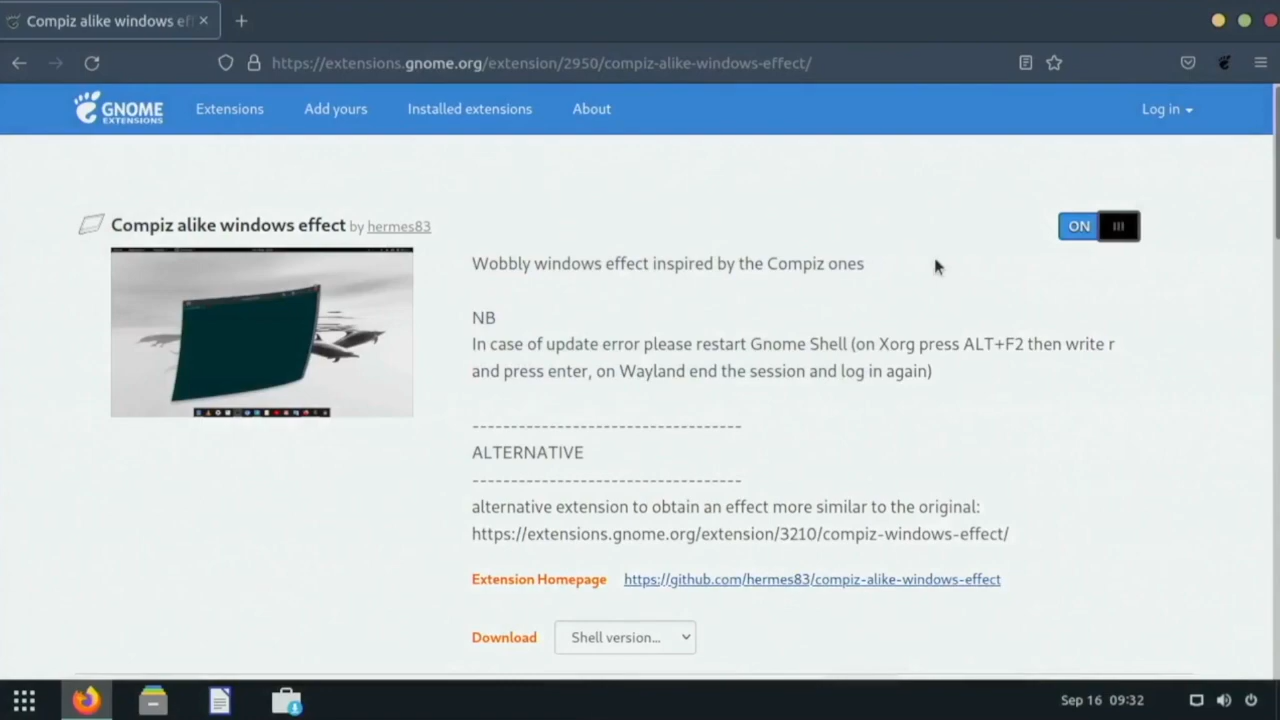 Compiz alike windows ef
https://extensions.gnome.org/extension/2950/compiz-alike-windows-effect/
GNOME
EXTENSIONS
Extensions
Add yours
Installed extensions
About
Log in
Compiz alike windows effect by hermes83
ON
Wobbly windows effect inspired by the Compiz ones
NB
In case of update error please restart Gnome Shell (on Xorg press ALT+F2 then write r
and press enter, on Wayland end the session and log in again)
-----------------------------------
ALTERNATIVE
-----------------------------------
alternative extension to obtain an effect more similar to the original:
https://extensions.gnome.org/extension/3210/compiz-windows-effect/
Extension Homepage https://github.com/hermes83/compiz-alike-windows-effect
Download Shell version...
Sep 16 09:32